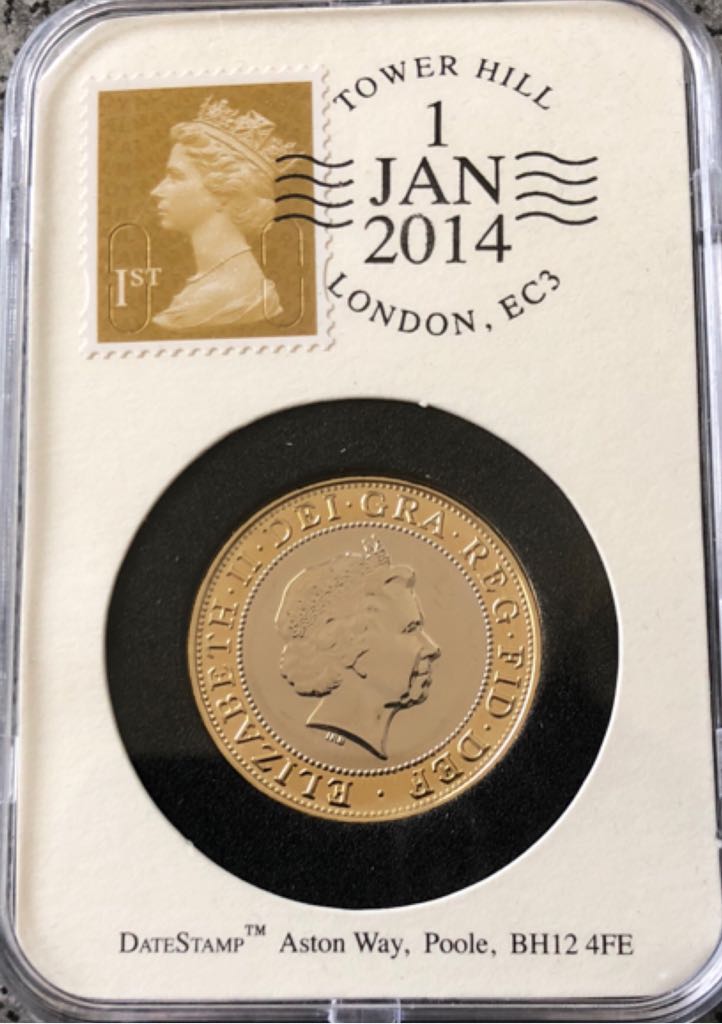 TOWER HILL
1
JAN
2014
LONDON, EC3
1ST
ELIZABETH · II · DEI · GRA · REG · FID · DEF ·
IRB
DATESTAMP™ Aston Way, Poole, BH12 4FE